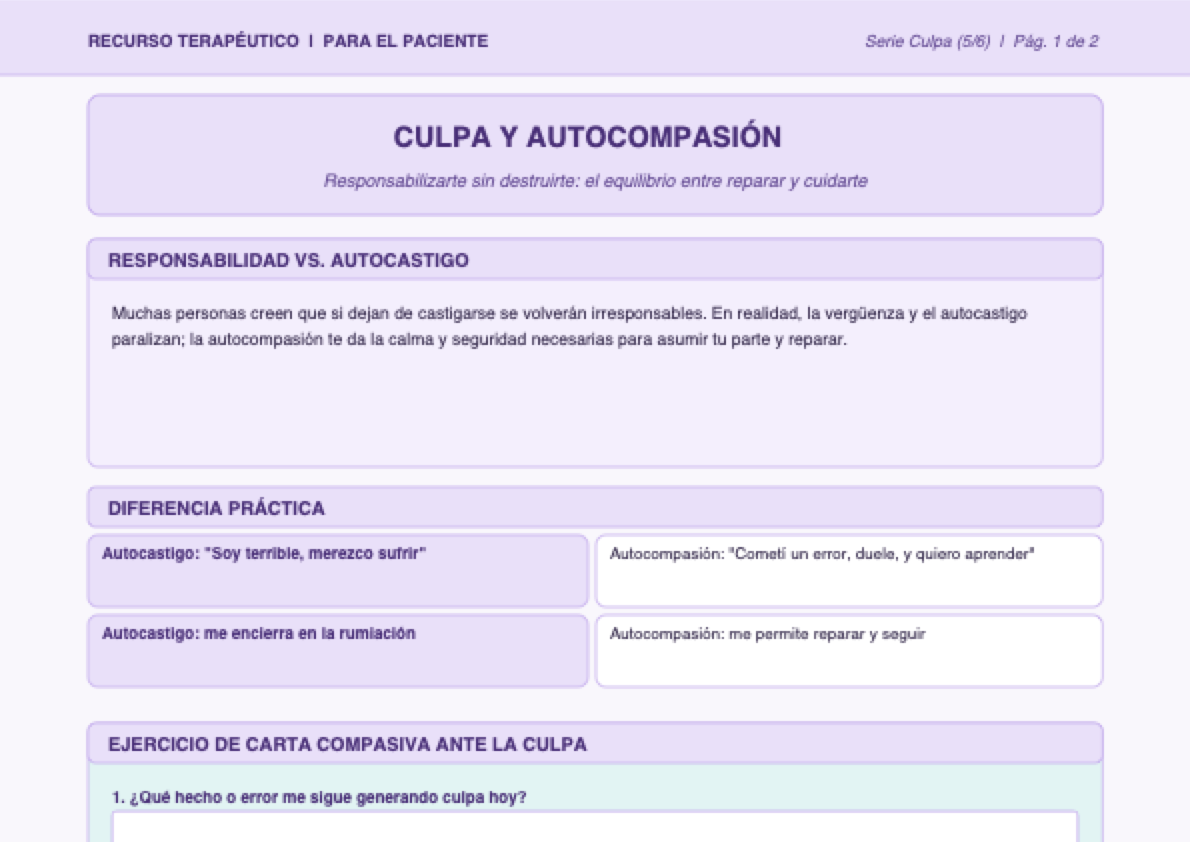 RECURSO TERAPÉUTICO | PARA EL PACIENTE
Serie Culpa (5/6) | Pág. 1 de 2
CULPA Y AUTOCOMPASIÓN
Responsabilizarte sin destruirte: el equilibrio entre reparar y cuidarte
RESPONSABILIDAD VS. AUTOCASTIGO
Muchas personas creen que si dejan de castigarse se volverán irresponsables. En realidad, la vergüenza y el autocastigo
paralizan; la autocompasión te da la calma y seguridad necesarias para asumir tu parte y reparar.
DIFERENCIA PRÁCTICA
Autocastigo: "Soy terrible, merezco sufrir"
Autocompasión: "Cometí un error, duele, y quiero aprender"
Autocastigo: me encierra en la rumiación
Autocompasión: me permite reparar y seguir
EJERCICIO DE CARTA COMPASIVA ANTE LA CULPA
1. ¿Qué hecho o error me sigue generando culpa hoy?